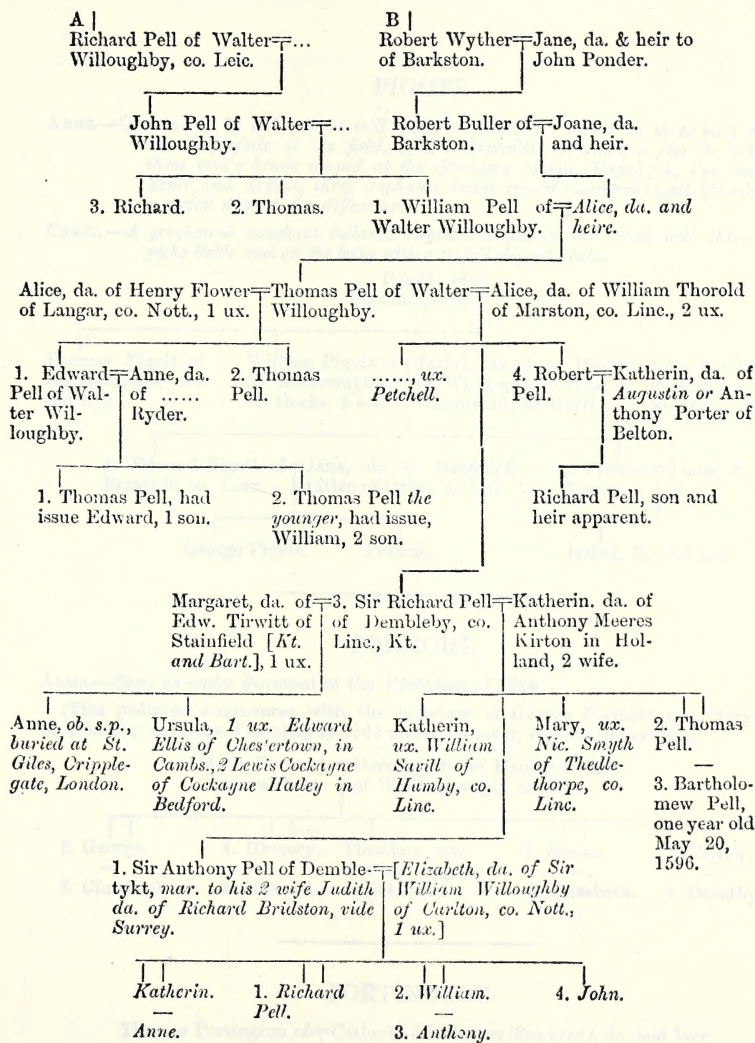 A | B |
Richard Pell of Walter=... Robert Wyther=Jane, da. & heir to
Willoughby, co. Leic. of Barkston. John Ponder.
John Pell of Walter=... Robert Buller of=Joane, da.
Willoughby. Barkston. and heir.
3. Richard. 2. Thomas. 1. William Pell of=Alice, da. and
Walter Willoughby. heire.
Alice, da. of Henry Flower=Thomas Pell of Walter=Alice, da. of William Thorold
of Langar, co. Nott., 1 ux. Willoughby. of Marston, co. Linc., 2 ux.
1. Edward=Anne, da. 2. Thomas ......, ux. 4. Robert=Katherin, da. of
Pell of Wal- of ...... Pell. Petchell. Pell. Augustin or An-
ter Wil- Ryder. thony Porter of
loughby. Belton.
1. Thomas Pell, had 2. Thomas Pell the Richard Pell, son and
issue Edward, 1 son. younger, had issue, heir apparent.
William, 2 son.
Margaret, da. of=3. Sir Richard Pell=Katherin. da. of
Edw. Tirwitt of of Dembleby, co. Anthony Meeres
Stainfield [Kt. Linc., Kt. Kirton in Hol-
and Bart.], 1 ux. land, 2 wife.
Anne, ob. s.p., Ursula, 1 ux. Edward Katherin, Mary, ux. 2. Thomas
buried at St. Ellis of Ches'ertown, in ux. William Nic. Smyth Pell.
Giles, Cripple- Cambs., 2 Lewis Cockayne Savill of of Thedle- —
gate, London. of Cockayne Hatley in Humby, co. thorpe, co. 3. Bartholo-
Bedford. Linc. Linc. mew Pell,
one year old
May 20,
1596.
1. Sir Anthony Pell of Demble-=[Elizabeth, da. of Sir
tykt, mar. to his 2 wife Judith William Willoughby
da. of Richard Bridston, vide of Carlton, co. Nott.,
Surrey. 1 ux.]
Katherin. 1. Richard 2. William. 4. John.
— Pell. —
Anne. 3. Anthony.